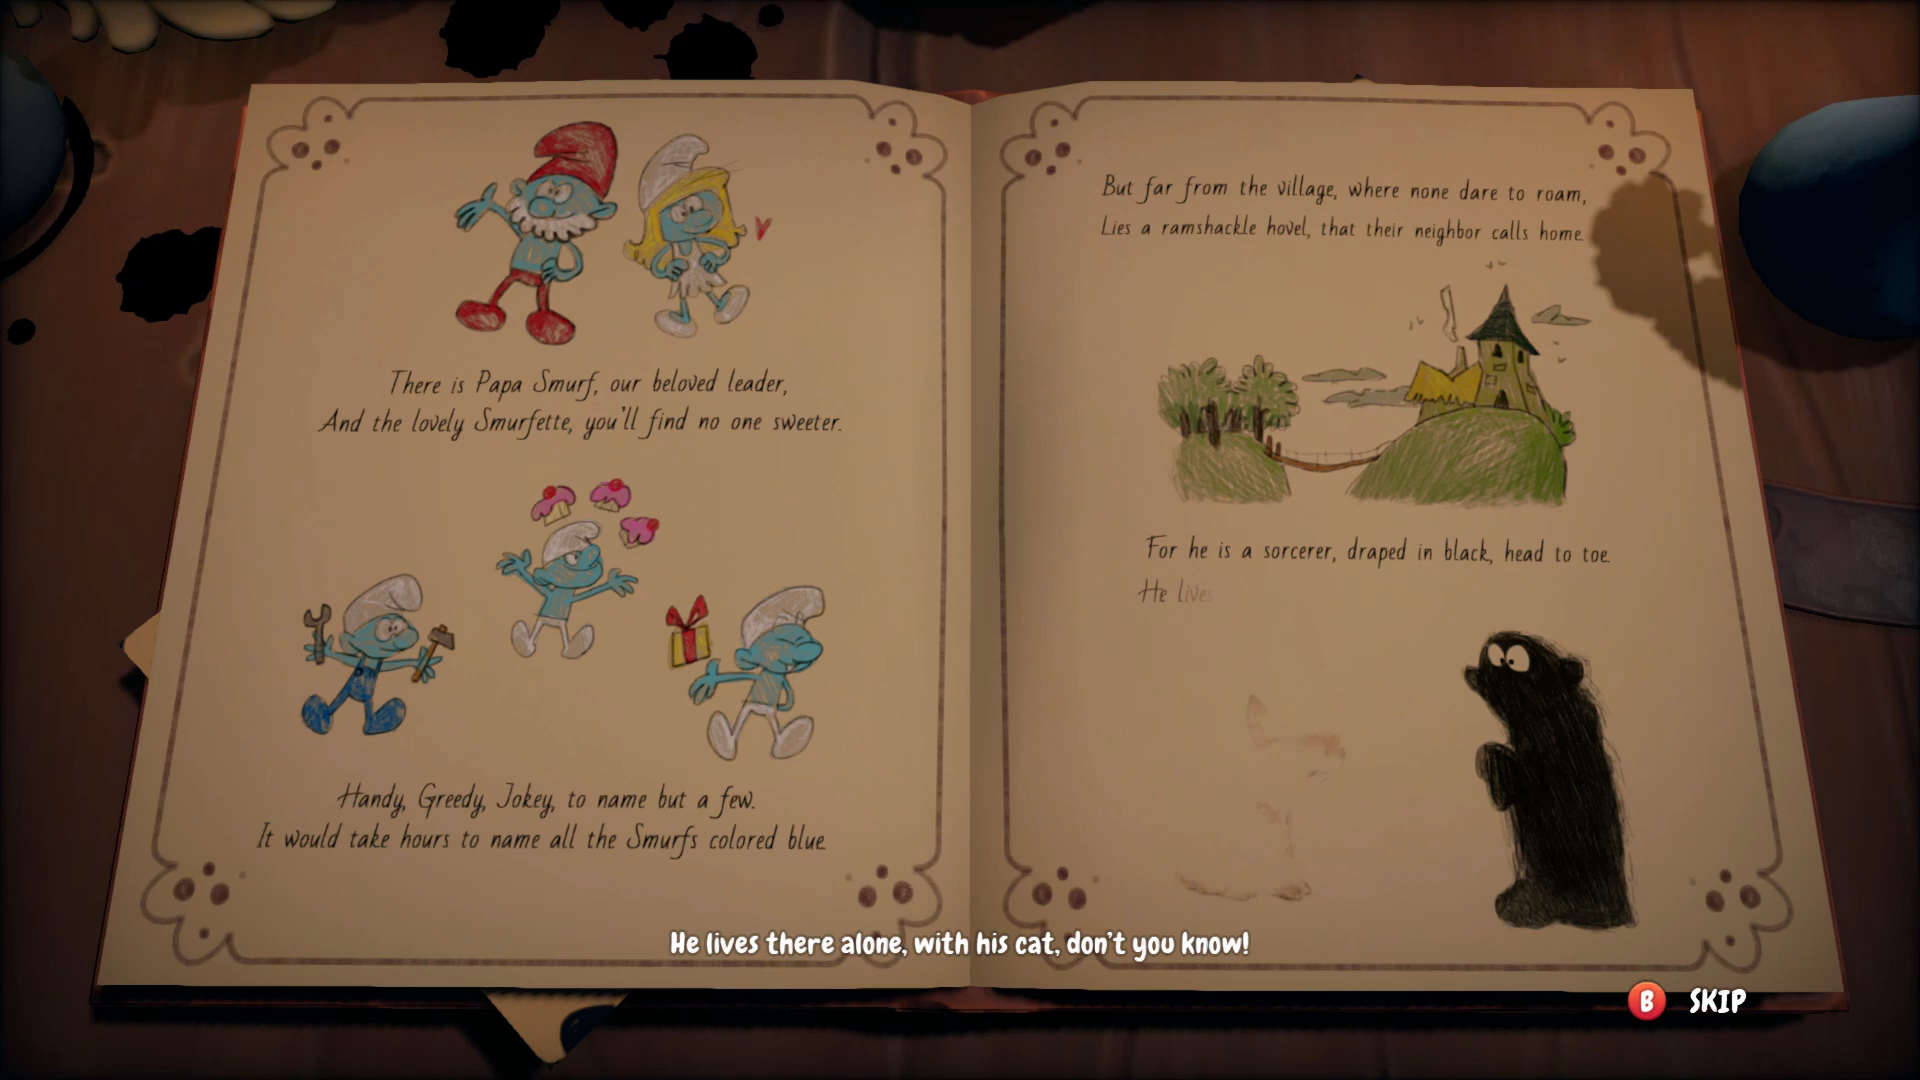 There is Papa Smurf, our beloved leader,
And the lovely Smurfette, you'll find no one sweeter.
Handy, Greedy, Jokey, to name but a few.
It would take hours to name all the Smurfs colored blue.
But far from the village, where none dare to roam,
Lies a ramshackle hovel, that their neighbor calls home.
For he is a sorcerer, draped in black, head to toe.
He lives
He lives there alone, with his cat, don't you know!
B SKIP